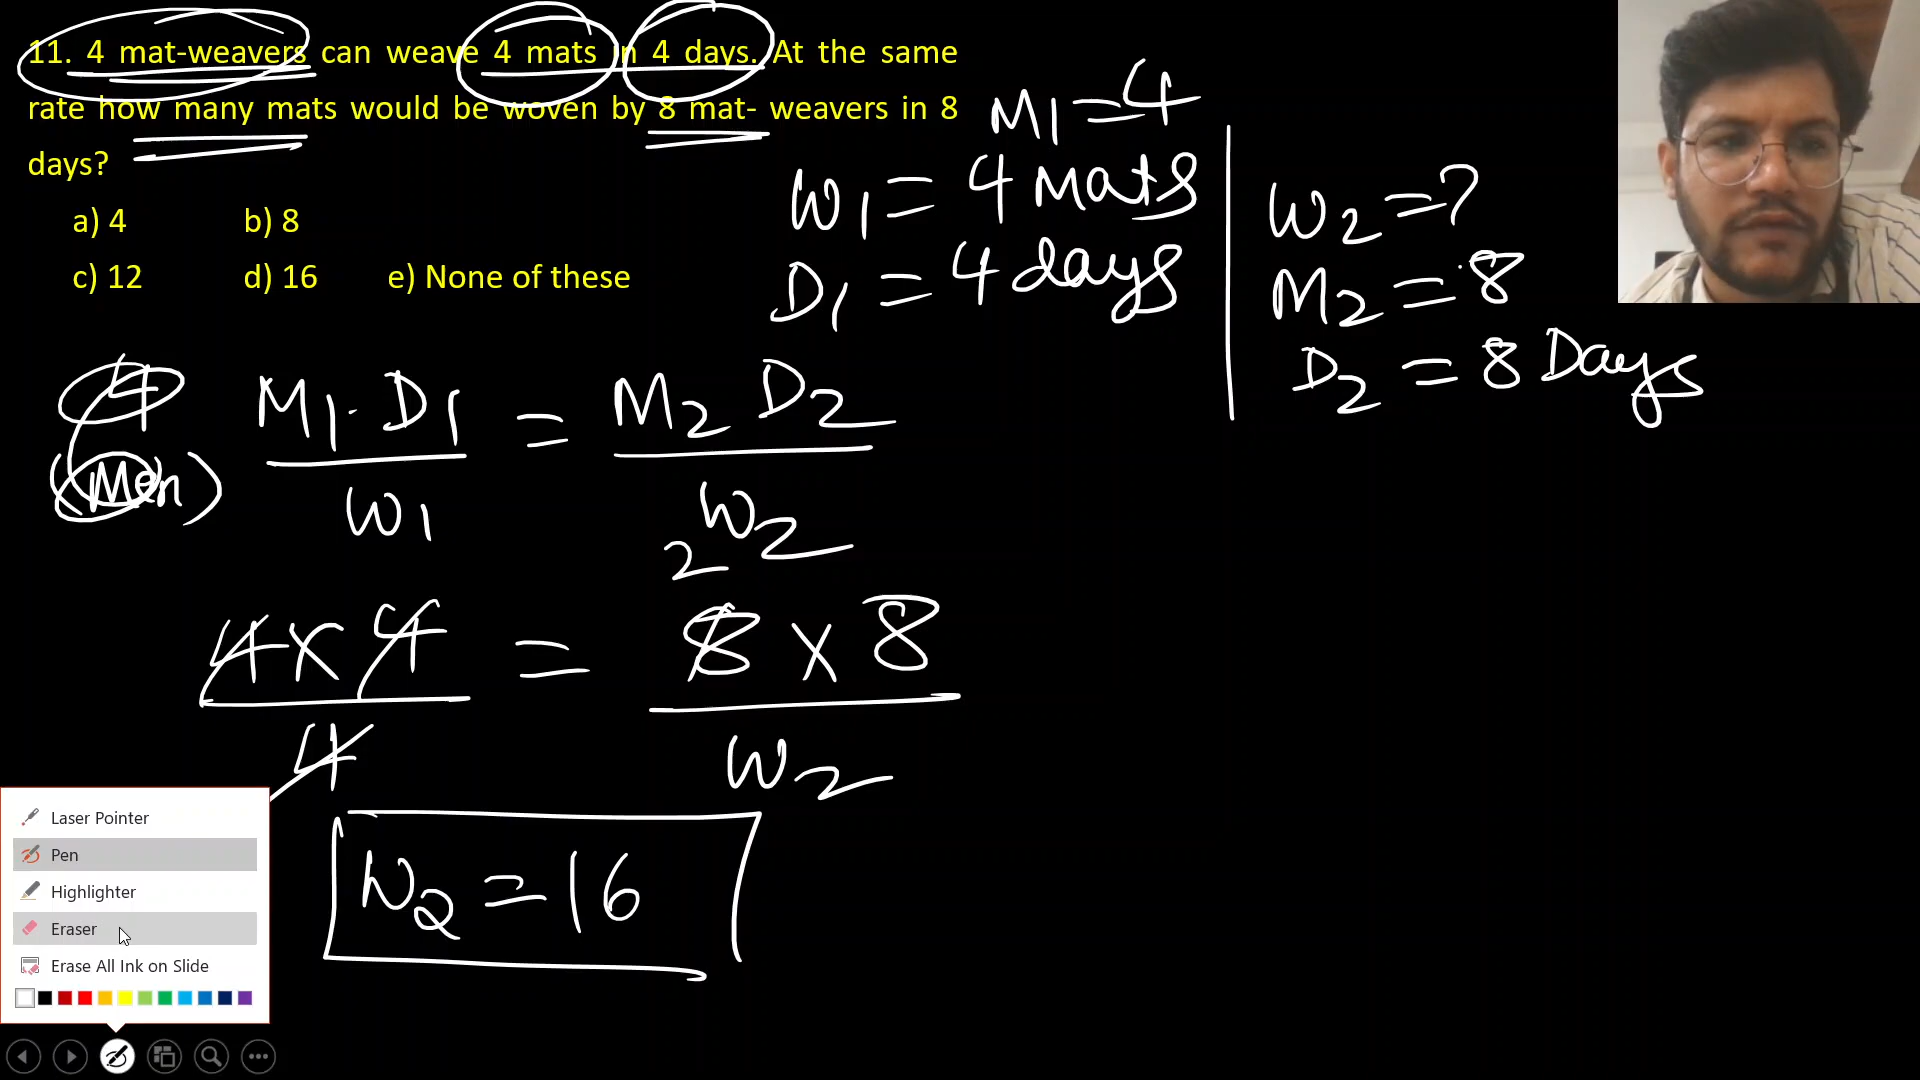 11. 4 mat-weavers can weave 4 mats in 4 days. At the same
rate how many mats would be woven by 8 mat- weavers in 8
days?
a) 4 b) 8
c) 12 d) 16 e) None of these
M1 = 4
W1 = 4 Mats
D1 = 4 days
W2 = ?
M2 = 8
D2 = 8 Days
4
(Men)
M1. D1 = M2 D2
W1 W2
2
4 x 4 = 8 x 8
4 W2
W2 = 16
Laser Pointer
Pen
Highlighter
Eraser
Erase All Ink on Slide